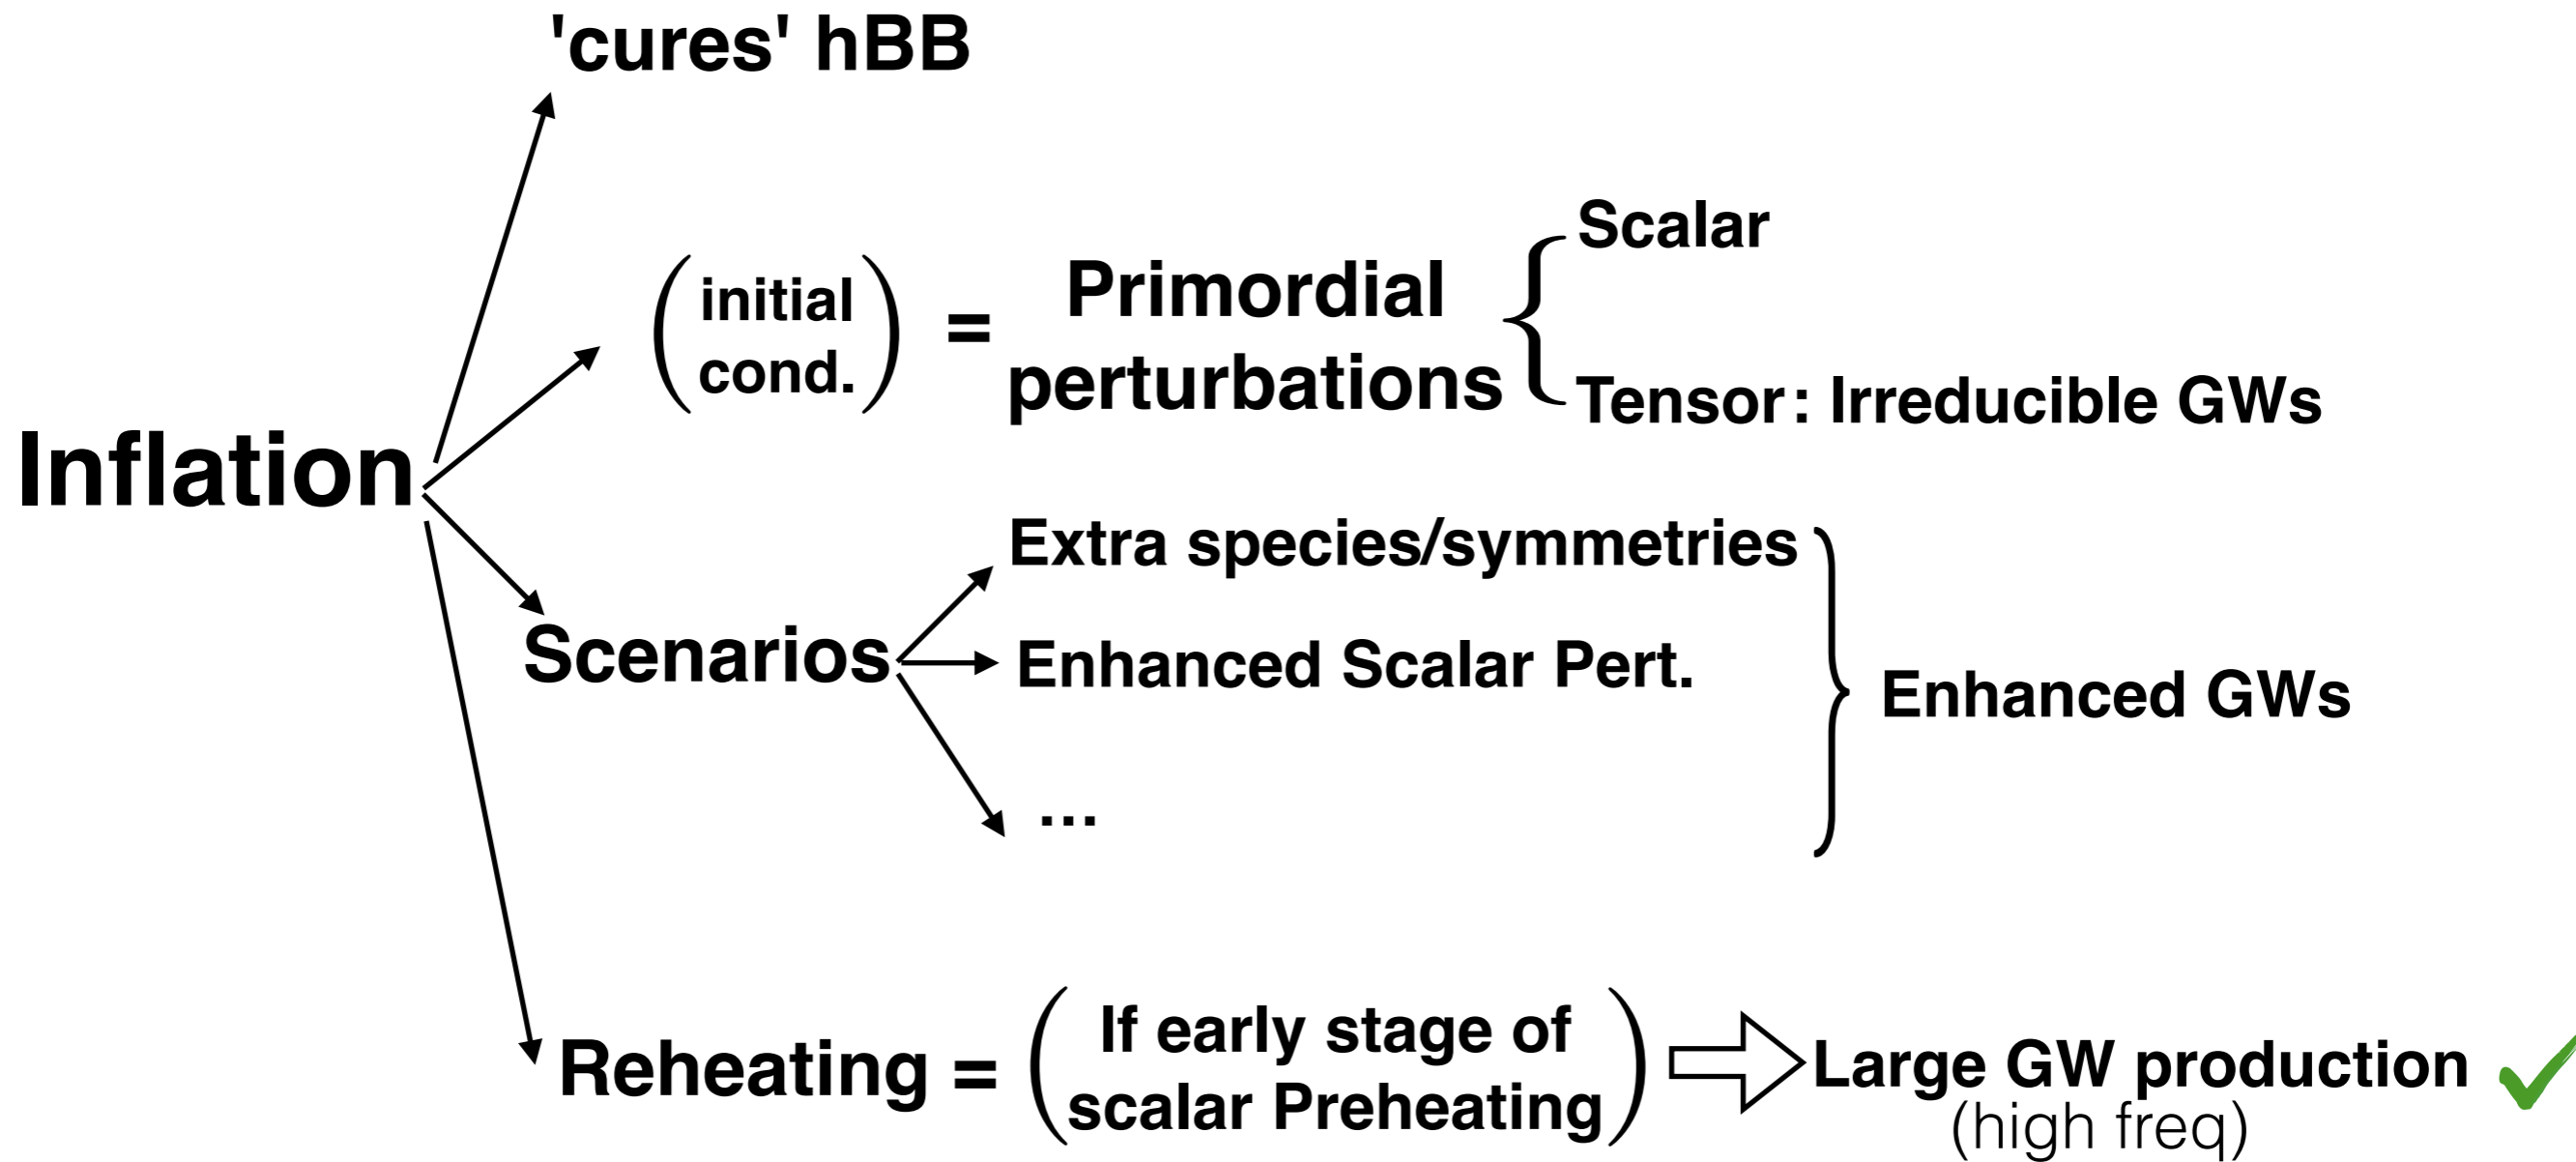 'cures' hBB
Scalar
initial
cond.
=
Primordial
perturbations
Tensor: Irreducible GWs
Inflation
Extra species/symmetries
Scenarios
Enhanced Scalar Pert.
Enhanced GWs
...
Reheating =
If early stage of
scalar Preheating
Large GW production
(high freq)